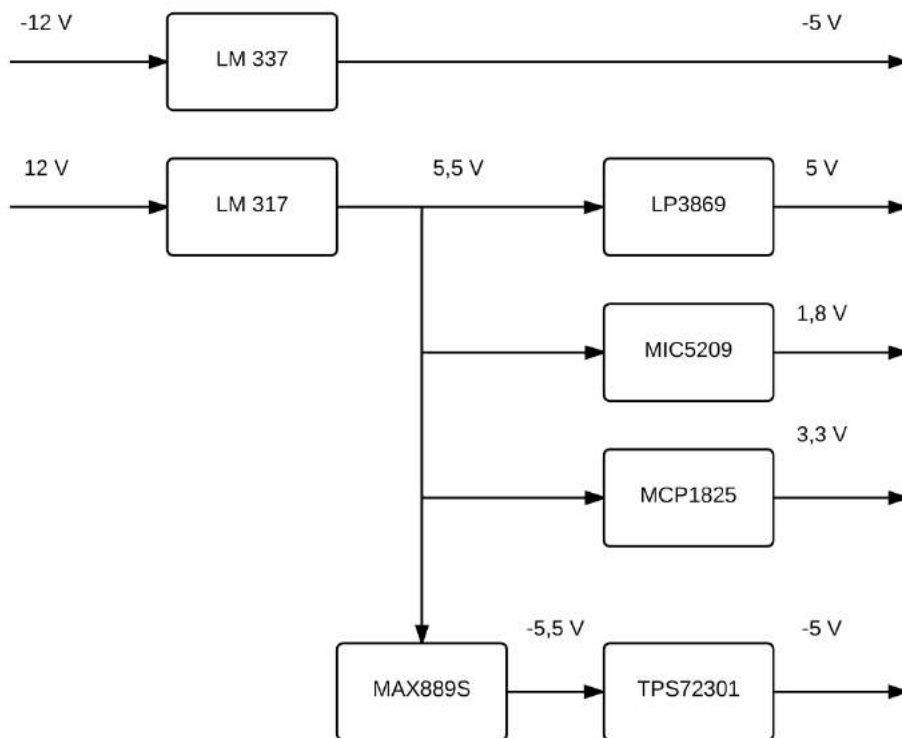 -12 V
LM 337
-5 V
12 V
LM 317
5,5 V
LP3869
5 V
MIC5209
1,8 V
MCP1825
3,3 V
MAX889S
-5,5 V
TPS72301
-5 V